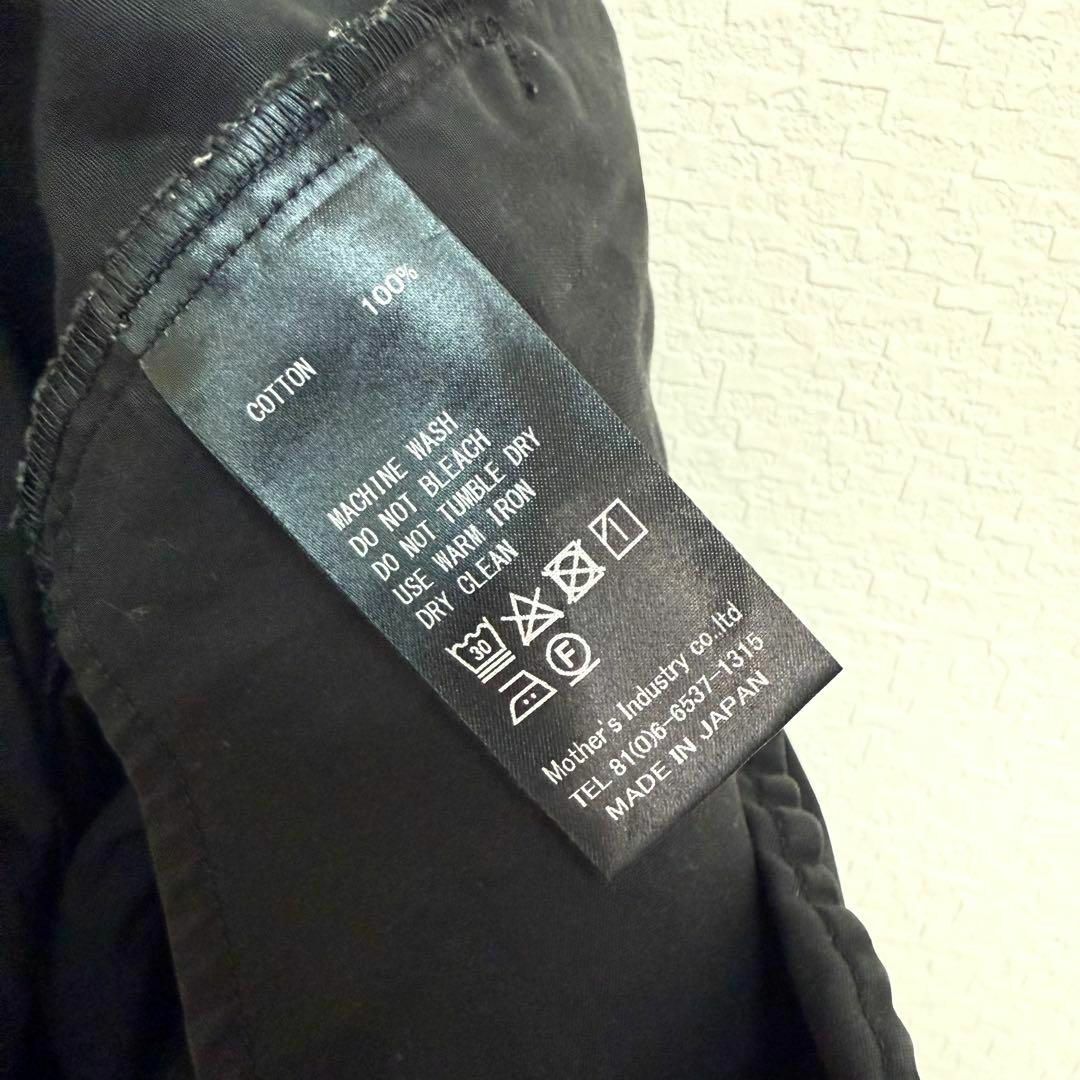 COTTON 100%
MACHINE WASH
DO NOT BLEACH
DO NOT TUMBLE DRY
USE WARM IRON
DRY CLEAN
30
F
Mother's Industry co.,ltd
TEL 81(0)6-6537-1315
MADE IN JAPAN